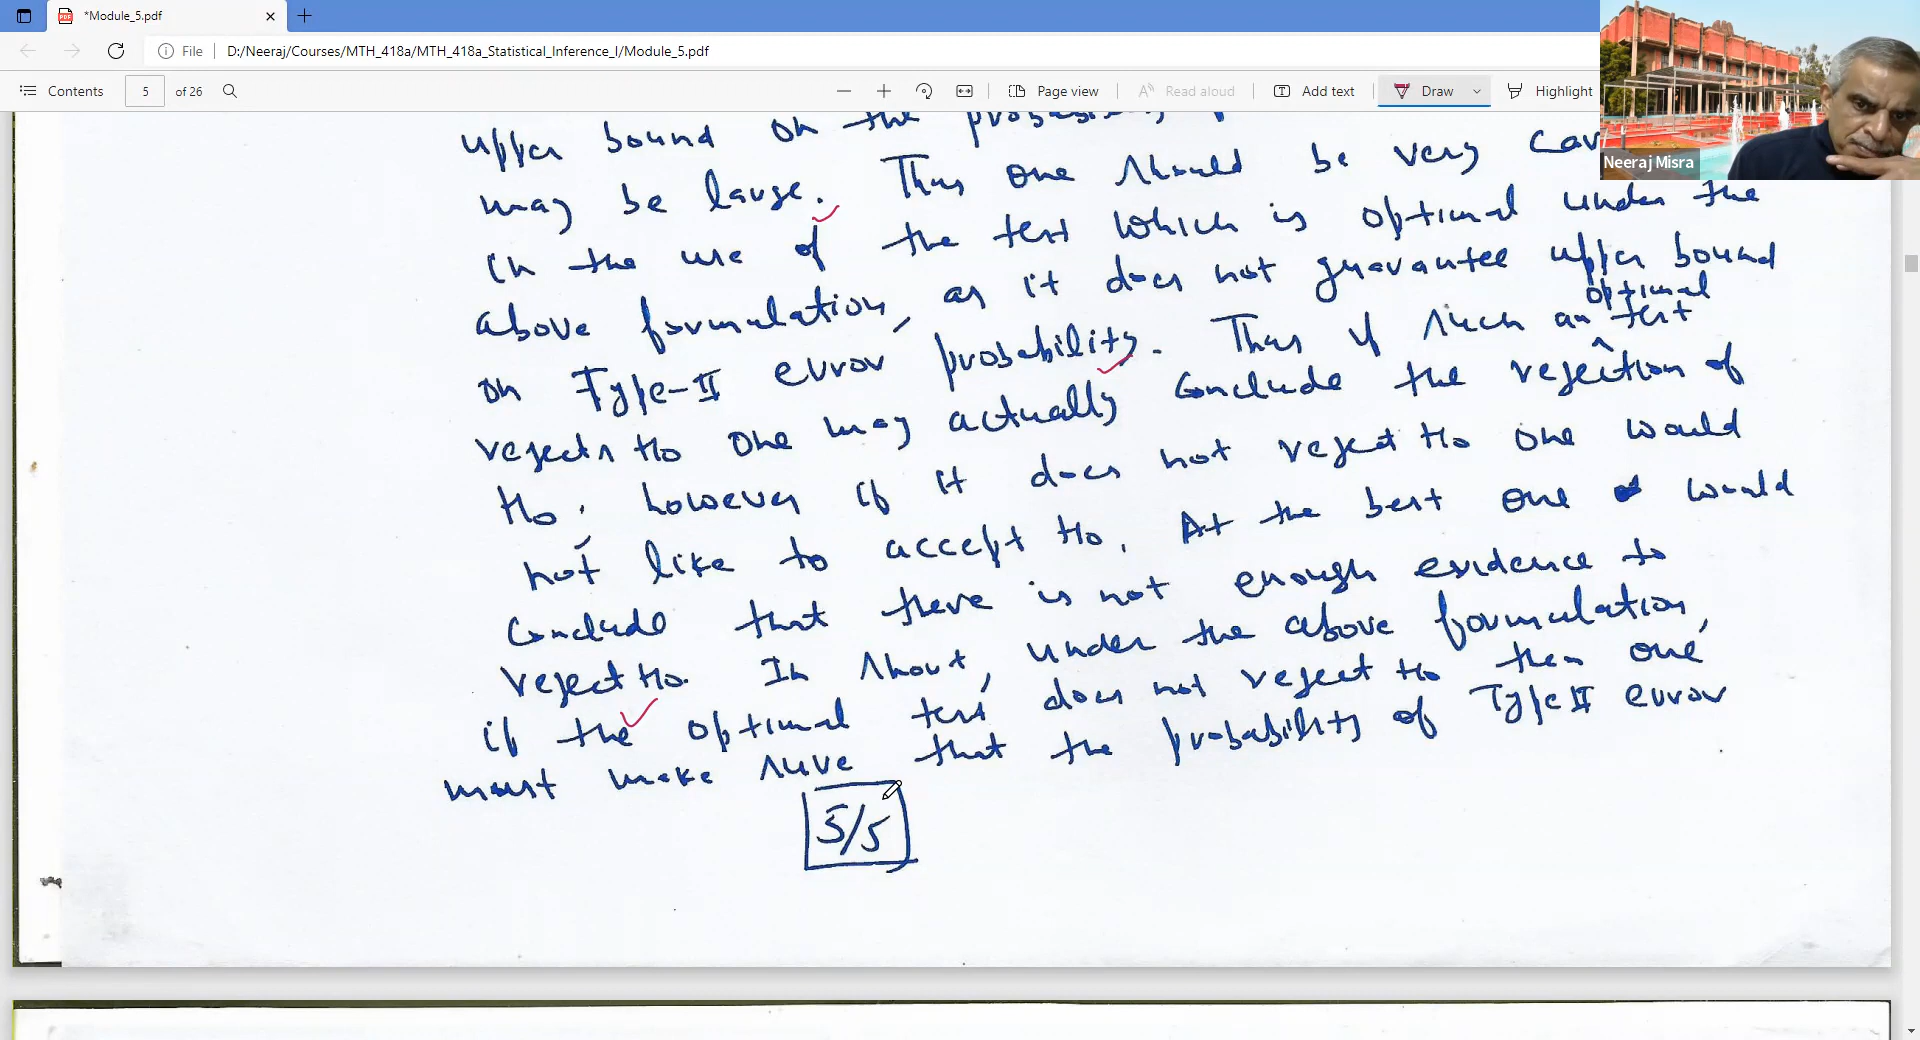 *Module_5.pdf
File D:/Neeraj/Courses/MTH_418a/MTH_418a_Statistical_Inference_I/Module_5.pdf
Contents 5 of 26 Page view Read aloud Add text Draw Highlight
Neeraj Misra
upper bound on the
may be large. Thus one should be very
in the use of the test which is optimal under the
above formulation, as it does not guarantee upper bound
on Type-II error probability. Thus if such an optimal test
rejects H0 one may actually conclude the rejection of
H0, however if it does not reject H0 one would
not like to accept H0. At the best one would
conclude that there is not enough evidence to
reject H0. In short, under the above formulation,
if the optimal test does not reject H0 then one
must make sure that the probability of Type II error
5/5